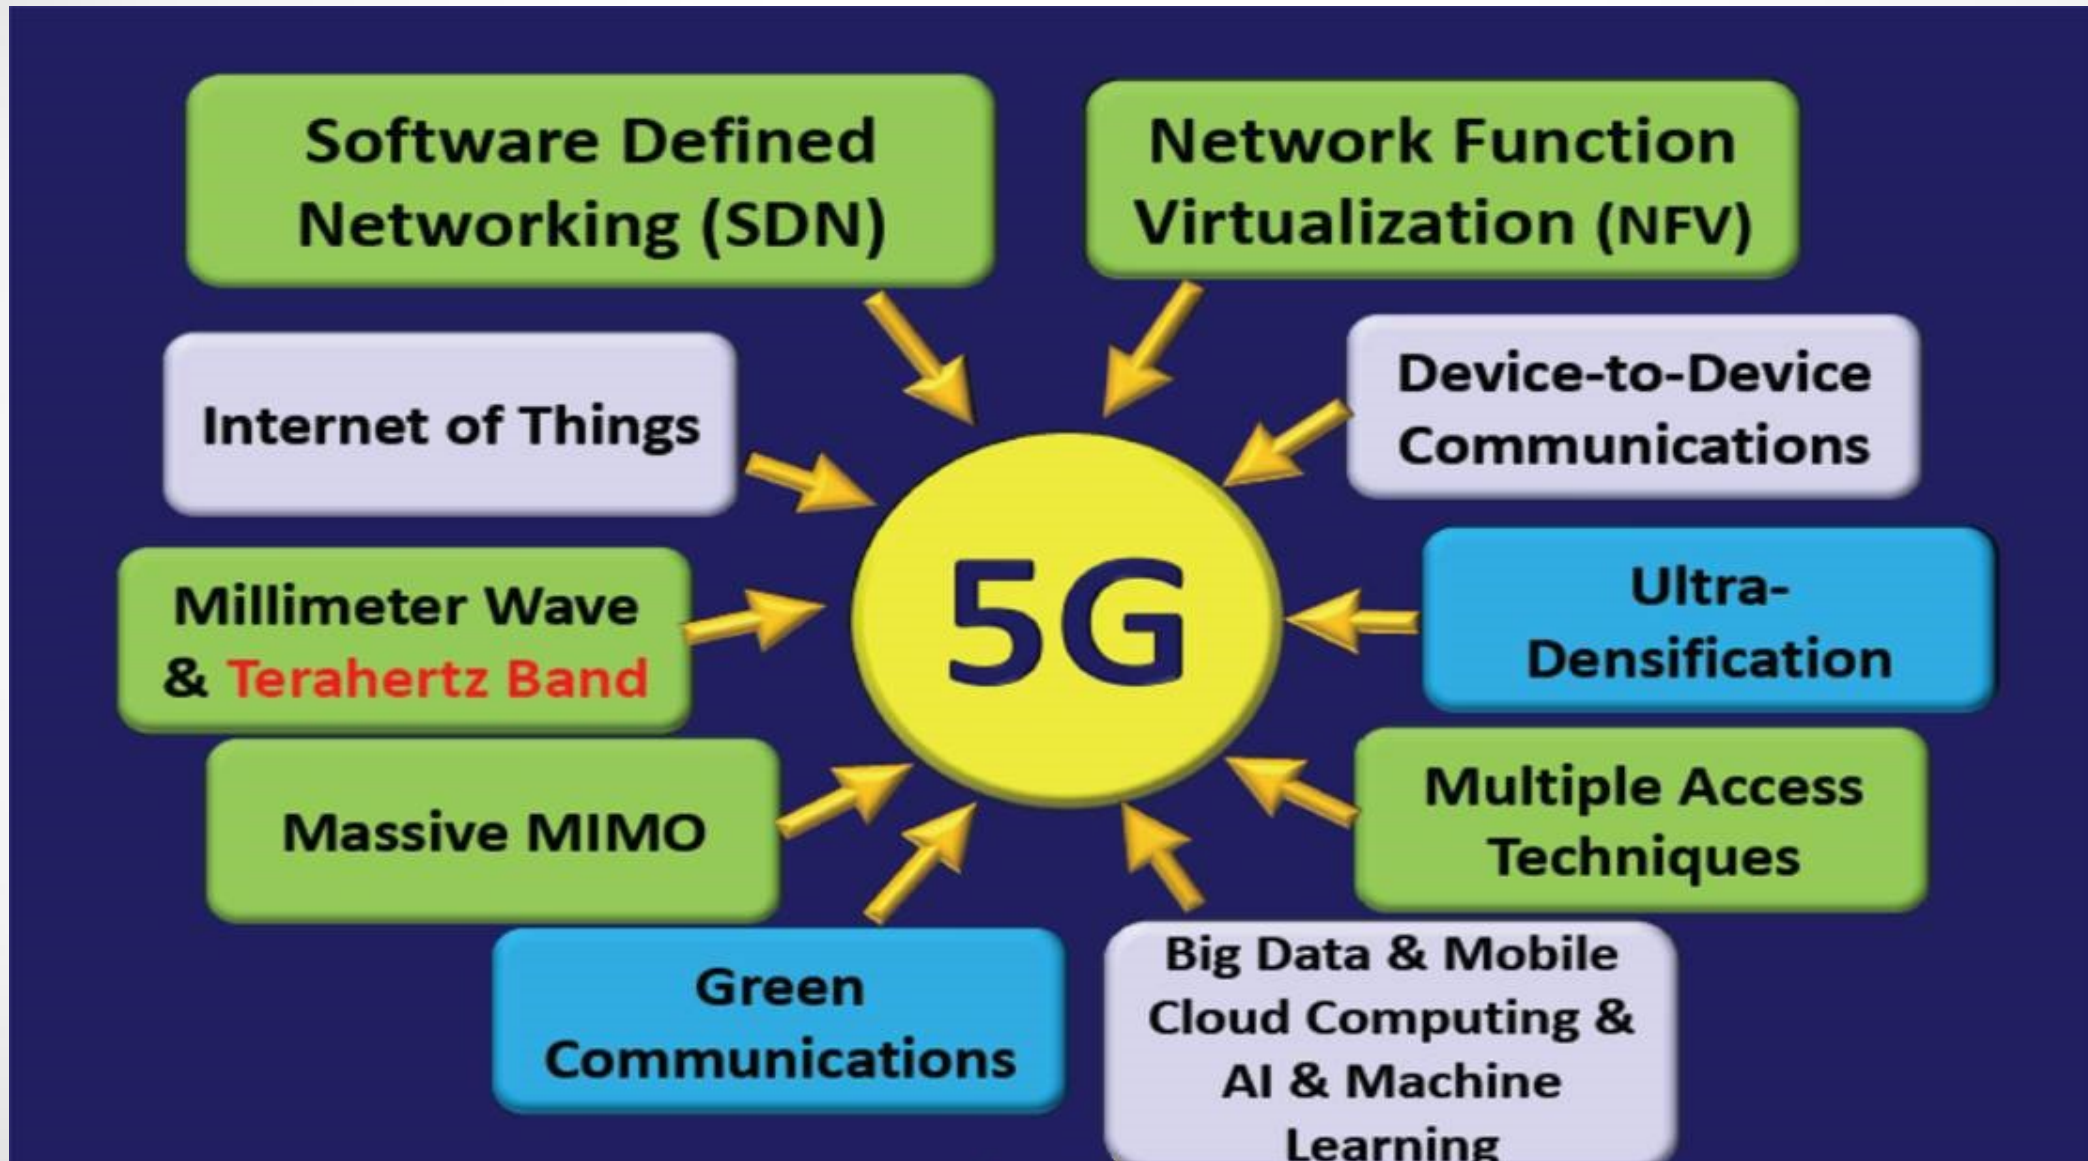 Software Defined
Networking (SDN)
Network Function
Virtualization (NFV)
Internet of Things
Device-to-Device
Communications
Millimeter Wave
& Terahertz Band
5G
Ultra-
Densification
Massive MIMO
Multiple Access
Techniques
Green
Communications
Big Data & Mobile
Cloud Computing &
AI & Machine
Learning